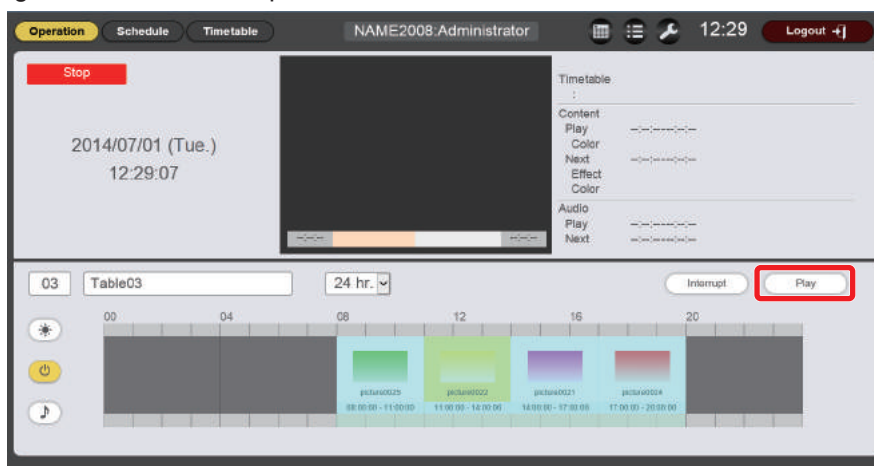 Operation Schedule Timetable NAME2008:Administrator 12:29 Logout
Stop
2014/07/01 (Tue.)
12:29:07
Timetable
:
Content
Play --:--:-- --:--:--
Color
Next --:--:-- --:--:--
Effect
Color
Audio
Play --:--:-- --:--:--
Next --:--:-- --:--:--
--:--:-- --:--:--
03 Table03 24 hr. Interrupt Play
00 04 08 12 16 20
picture0025 picture0022 picture0021 picture0024
08:00:00 - 11:00:00 11:00:00 - 14:00:00 14:00:00 - 17:00:00 17:00:00 - 20:00:00